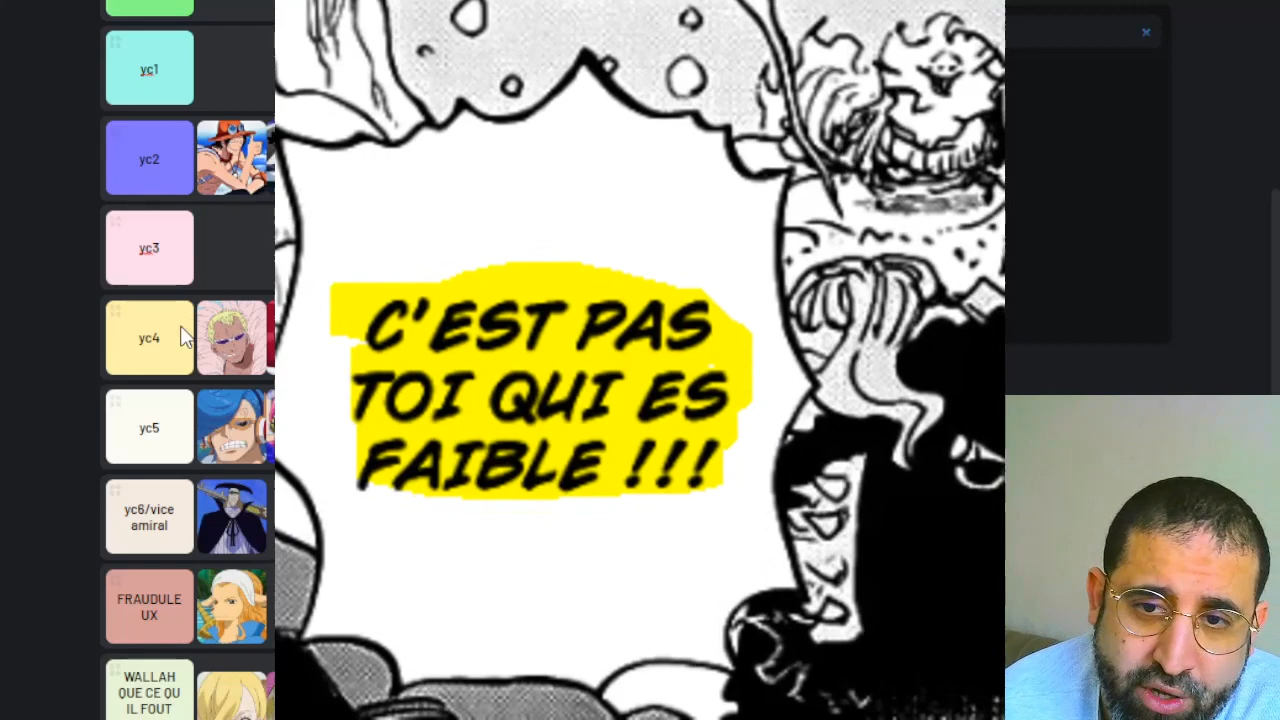 yc1
yc2
yc3
yc4
yc5
yc6/vice
amiral
FRAUDULE
UX
WALLAH
QUE CE QU
IL FOUT
C'EST PAS
TOI QUI ES
FAIBLE !!!